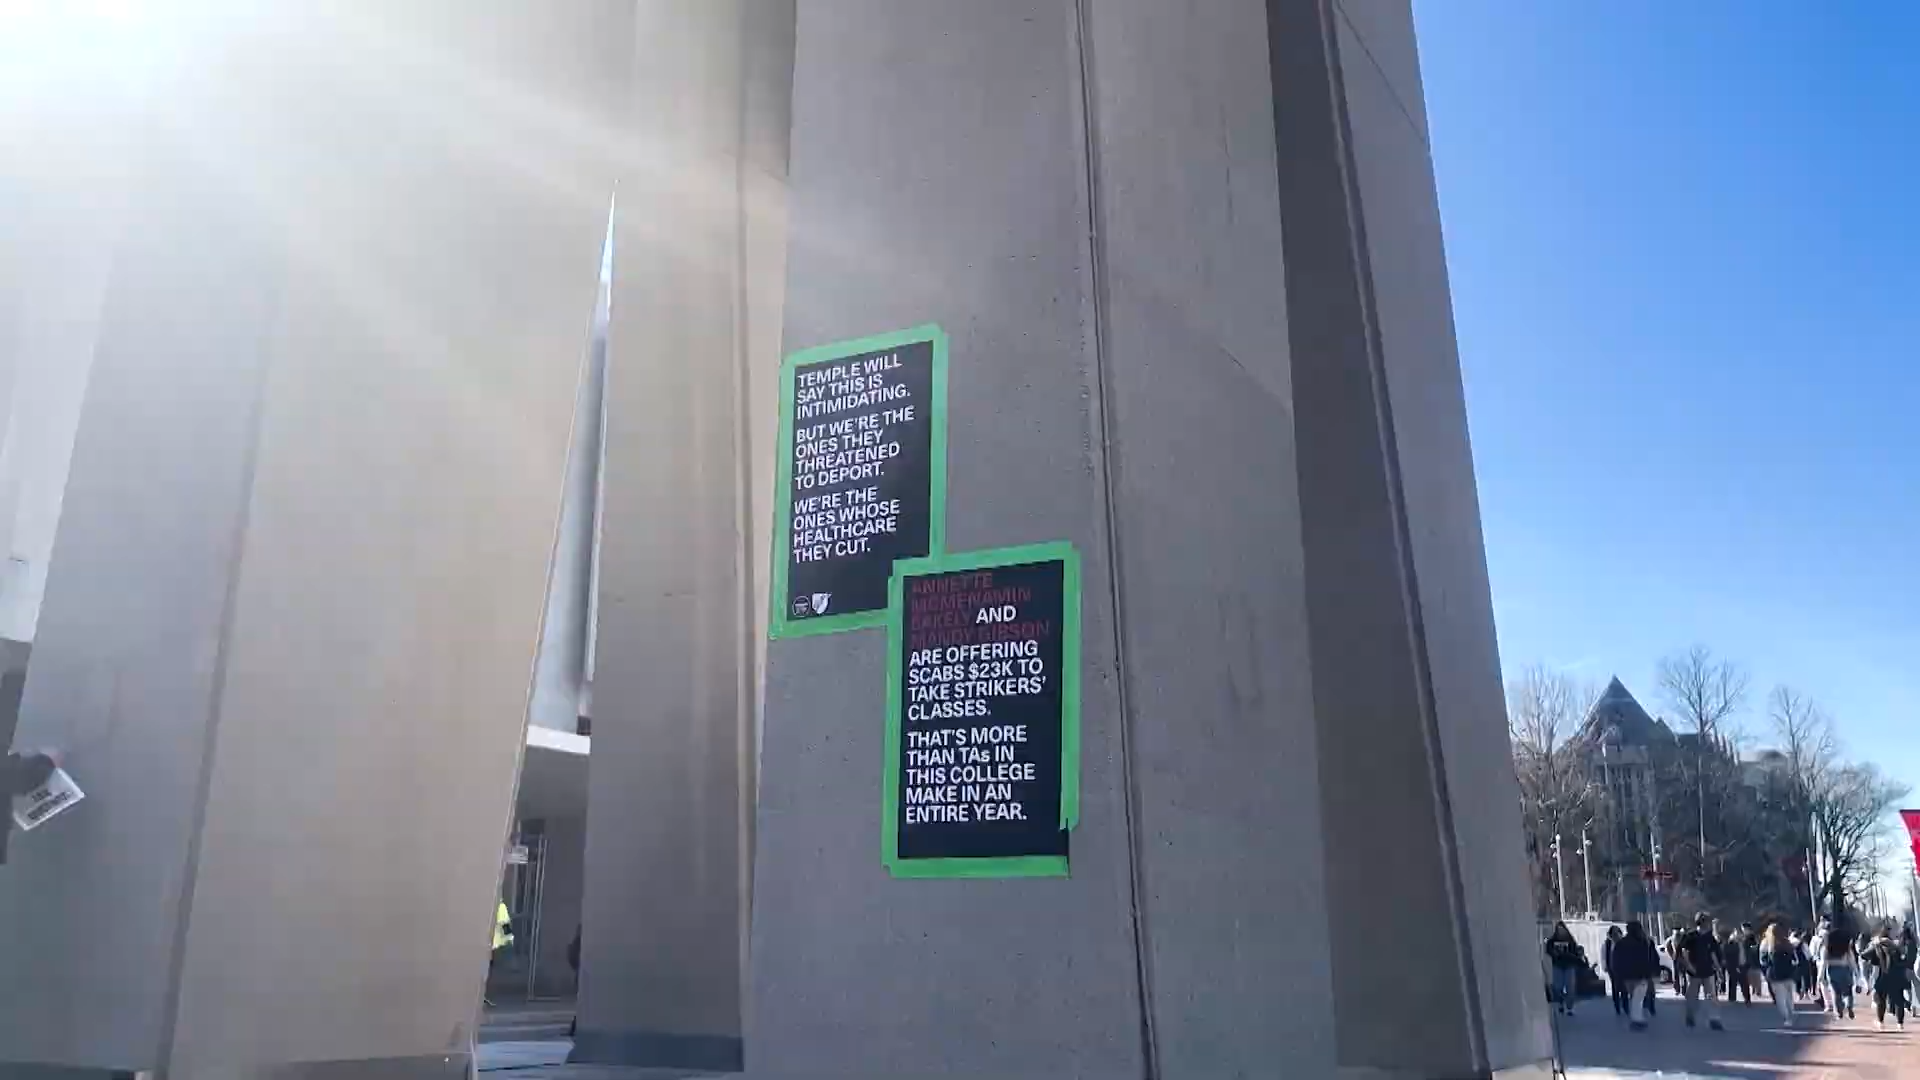 TEMPLE WILL
SAY THIS IS
INTIMIDATING.
BUT WE'RE THE
ONES THEY
THREATENED
TO DEPORT.
WE'RE THE
ONES WHOSE
HEALTHCARE
THEY CUT.
ANNETTE
MCMENAMIN
BAKELY AND
MANDY GIBSON
ARE OFFERING
SCABS $23K TO
TAKE STRIKERS'
CLASSES.
THAT'S MORE
THAN TAs IN
THIS COLLEGE
MAKE IN AN
ENTIRE YEAR.